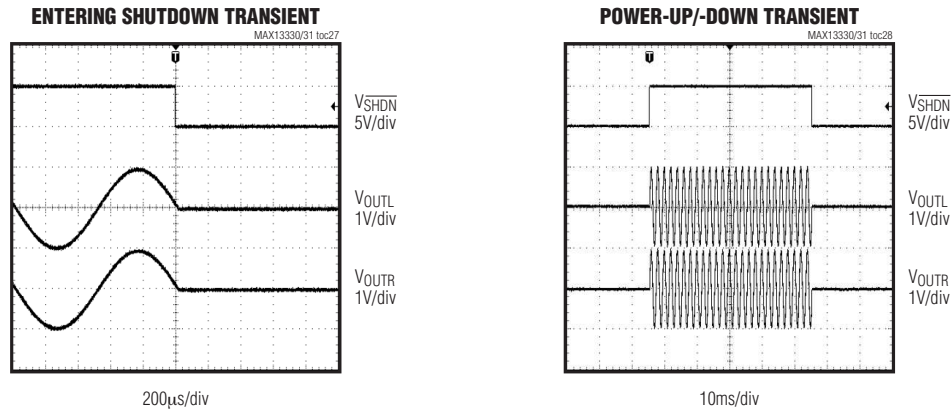 ENTERING SHUTDOWN TRANSIENT
MAX13330/31 toc27
T
VSHDN
5V/div
VOUTL
1V/div
VOUTR
1V/div
200μs/div
POWER-UP/-DOWN TRANSIENT
MAX13330/31 toc28
T
VSHDN
5V/div
VOUTL
1V/div
VOUTR
1V/div
10ms/div